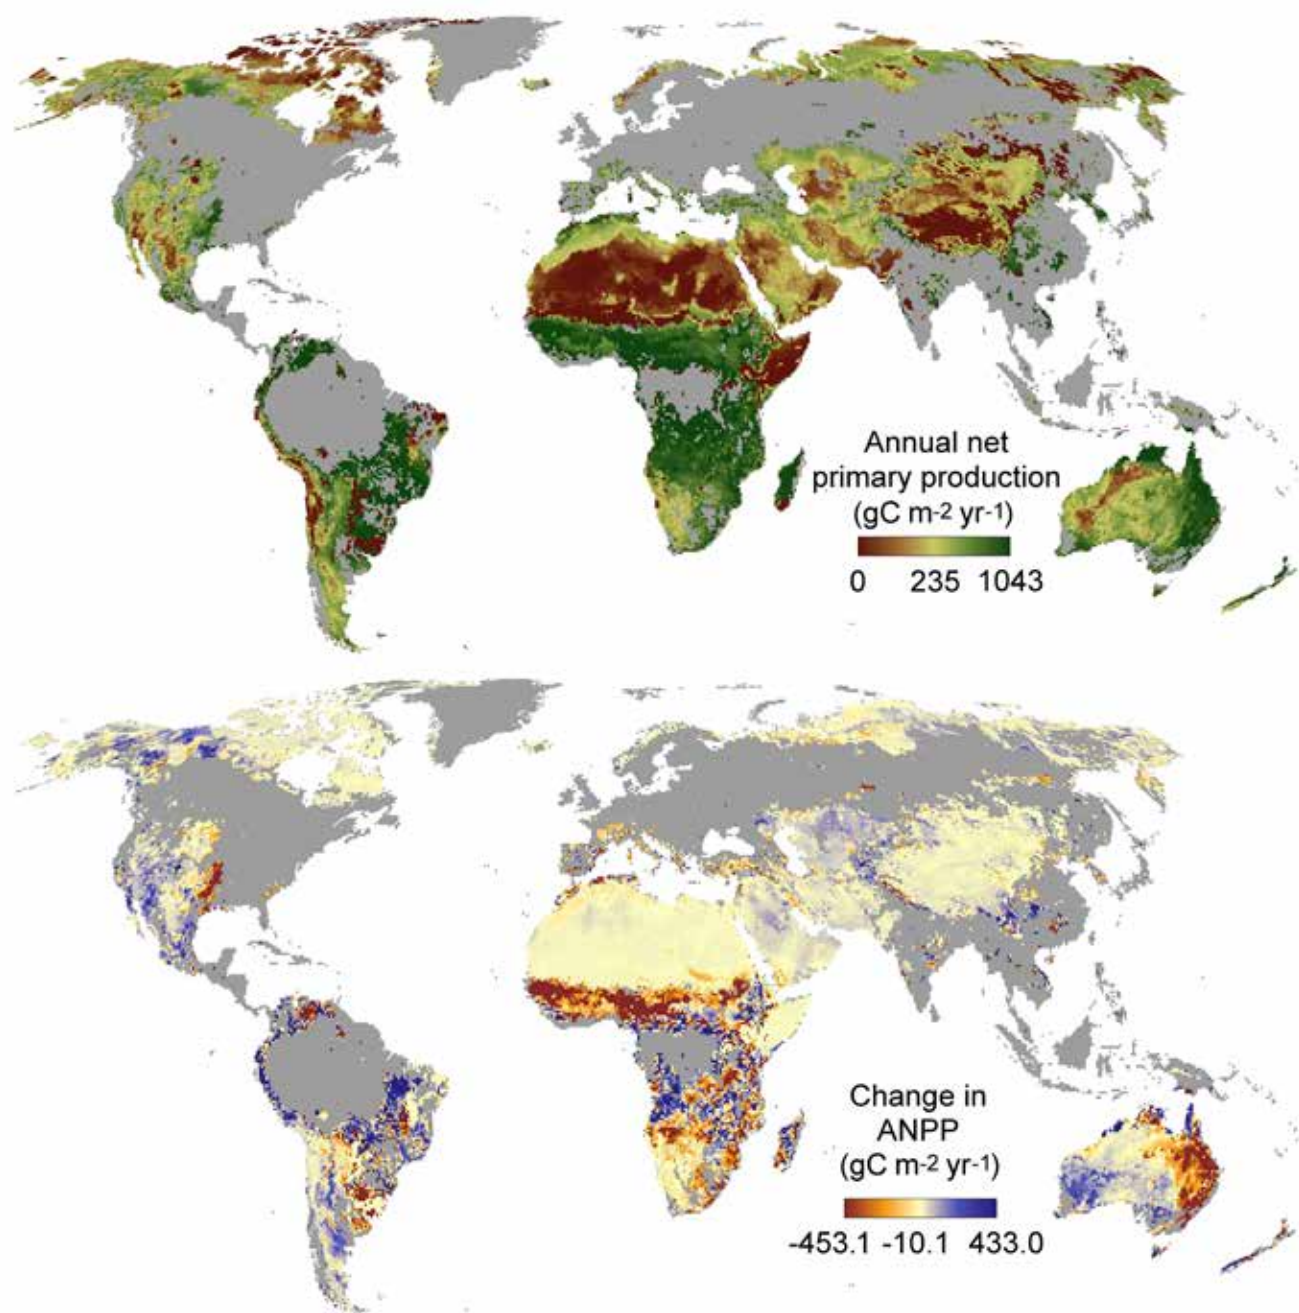 Annual net
primary production
(gC m-2 yr-1)
0 235 1043
Change in
ANPP
(gC m-2 yr-1)
-453.1 -10.1 433.0